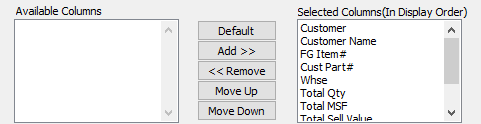 Available Columns
Selected Columns(In Display Order)
Default
Add >>
<< Remove
Move Up
Move Down
Customer
Customer Name
FG Item#
Cust Part#
Whse
Total Qty
Total MSF
Total Sell Value